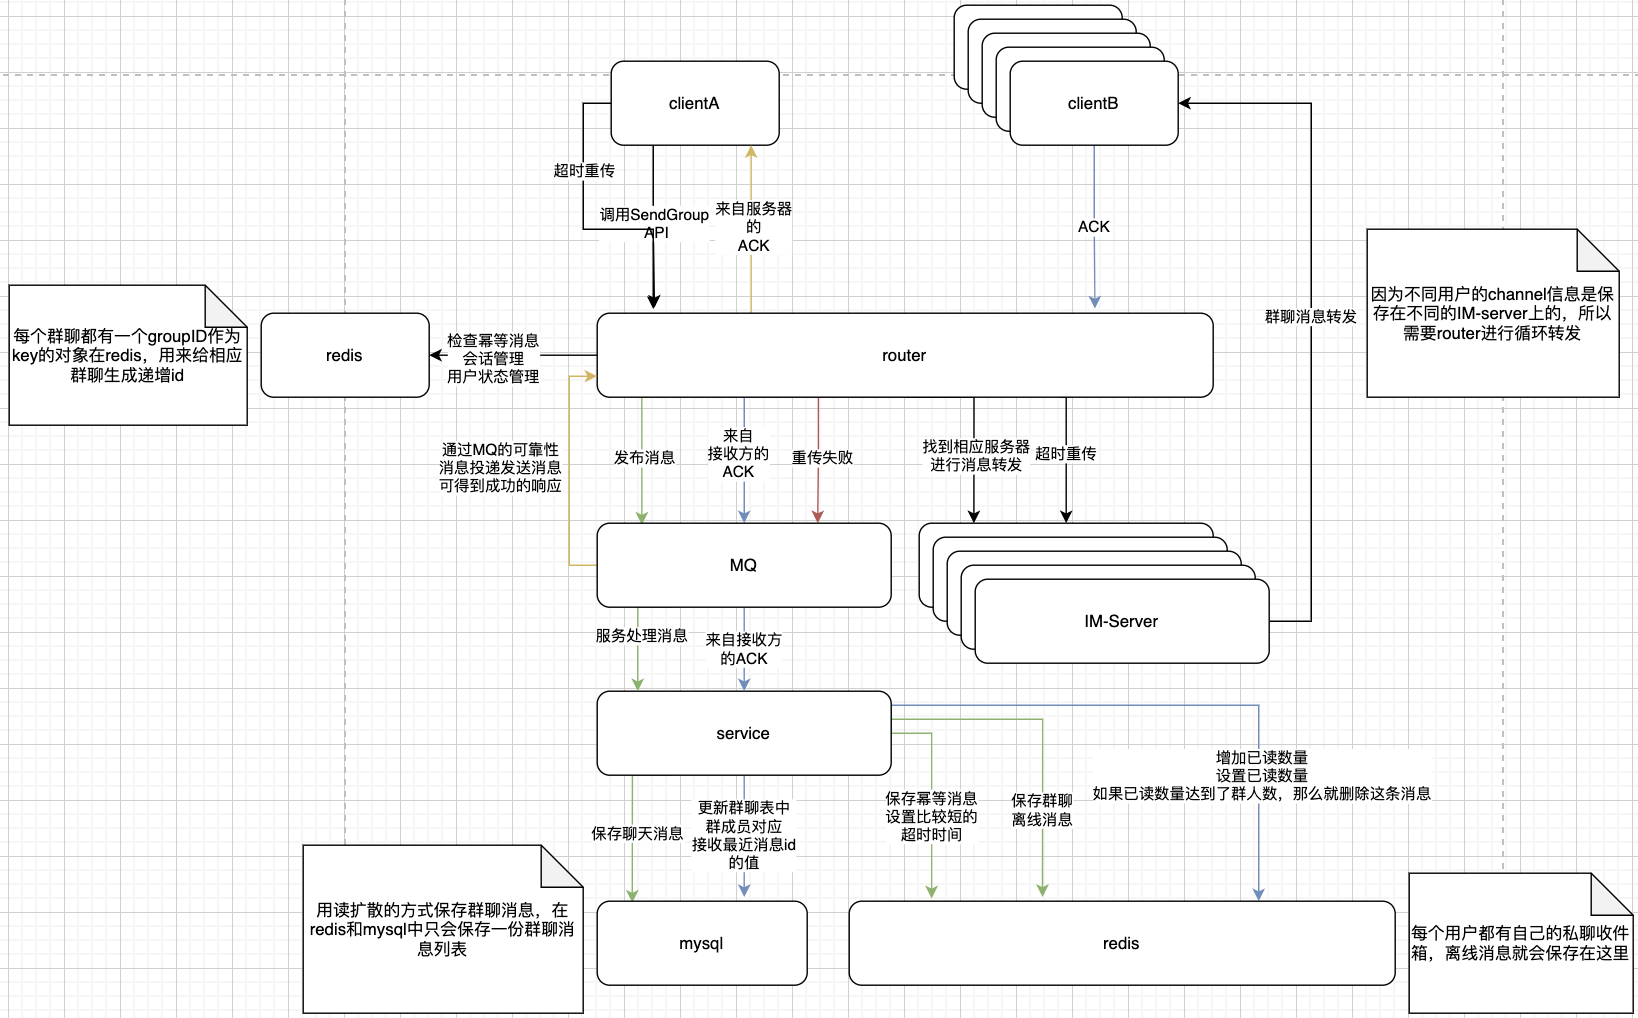 clientA
clientB
超时重传
调用SendGroup
API
来自服务器
的
ACK
ACK
群聊消息转发
因为不同用户的channel信息是保
存在不同的IM-server上的，所以
需要router进行循环转发
每个群聊都有一个groupID作为
key的对象在redis，用来给相应
群聊生成递增id
redis
检查幂等消息
会话管理
用户状态管理
router
通过MQ的可靠性
消息投递发送消息
可得到成功的响应
发布消息
来自
接收方的
ACK
重传失败
找到相应服务器
进行消息转发
超时重传
MQ
IM-Server
服务处理消息
来自接收方
的ACK
service
保存聊天消息
更新群聊表中
群成员对应
接收最近消息id
的值
保存幂等消息
设置比较短的
超时时间
保存群聊
离线消息
增加已读数量
设置已读数量
如果已读数量达到了群人数，那么就删除这条消息
用读扩散的方式保存群聊消息，在
redis和mysql中只会保存一份群聊消
息列表
mysql
redis
每个用户都有自己的私聊收件
箱，离线消息就会保存在这里